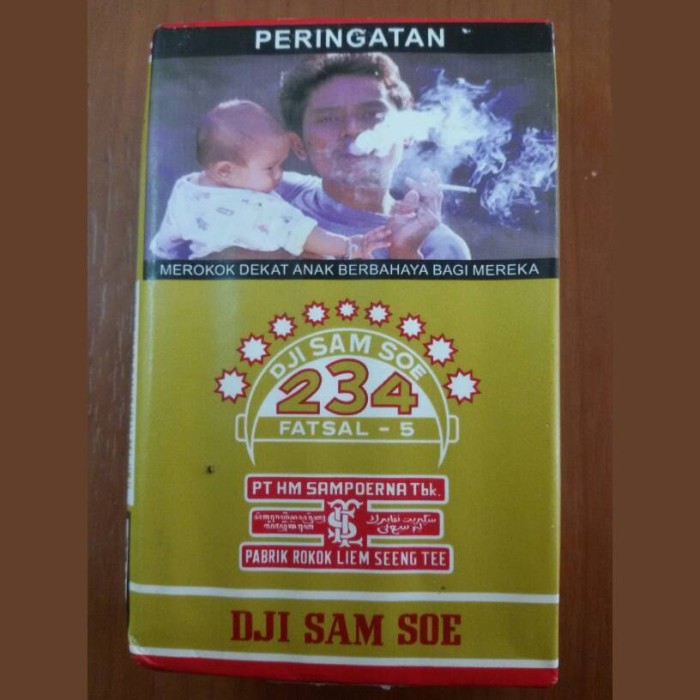 PERINGATAN
MEROKOK DEKAT ANAK BERBAHAYA BAGI MEREKA
DJI SAM SOE
234
FATSAL - 5
PT HM SAMPOERNA Tbk.
PABRIK ROKOK LIEM SEENG TEE
DJI SAM SOE